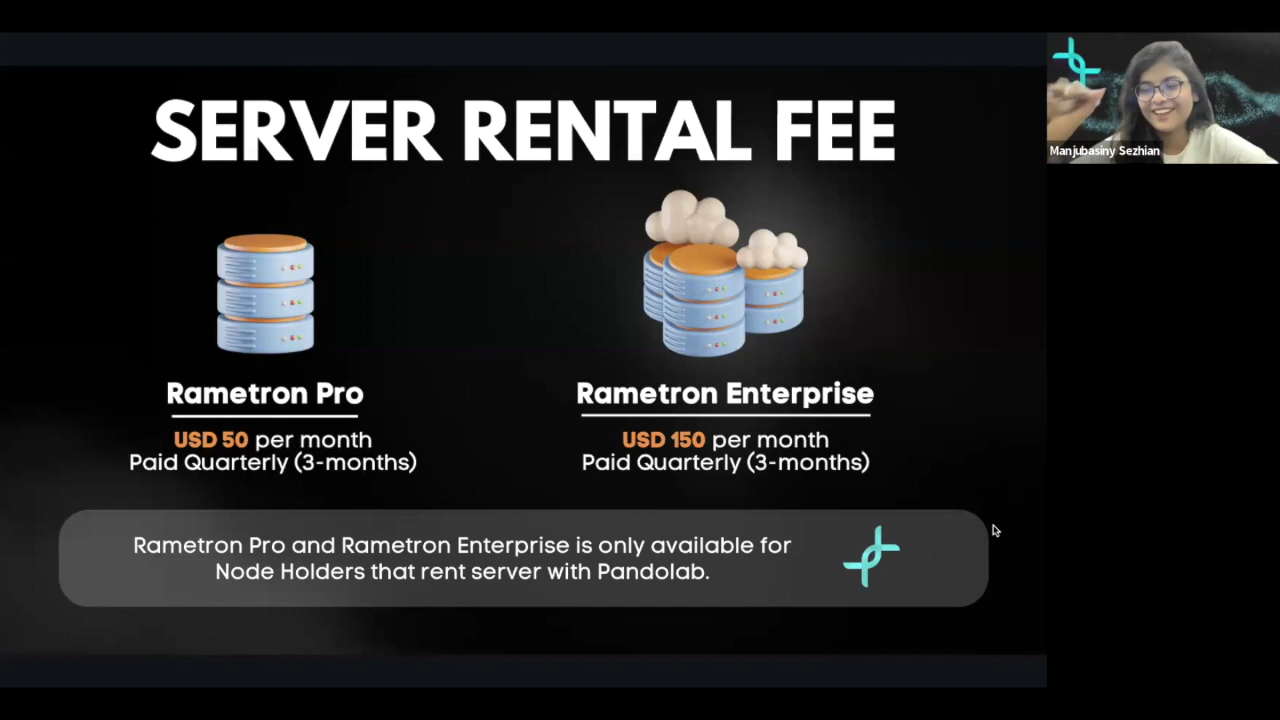 SERVER RENTAL FEE
Rametron Pro
USD 50 per month
Paid Quarterly (3-months)
Rametron Enterprise
USD 150 per month
Paid Quarterly (3-months)
Rametron Pro and Rametron Enterprise is only available for
Node Holders that rent server with Pandolab.
Manjubasiny Sezhian